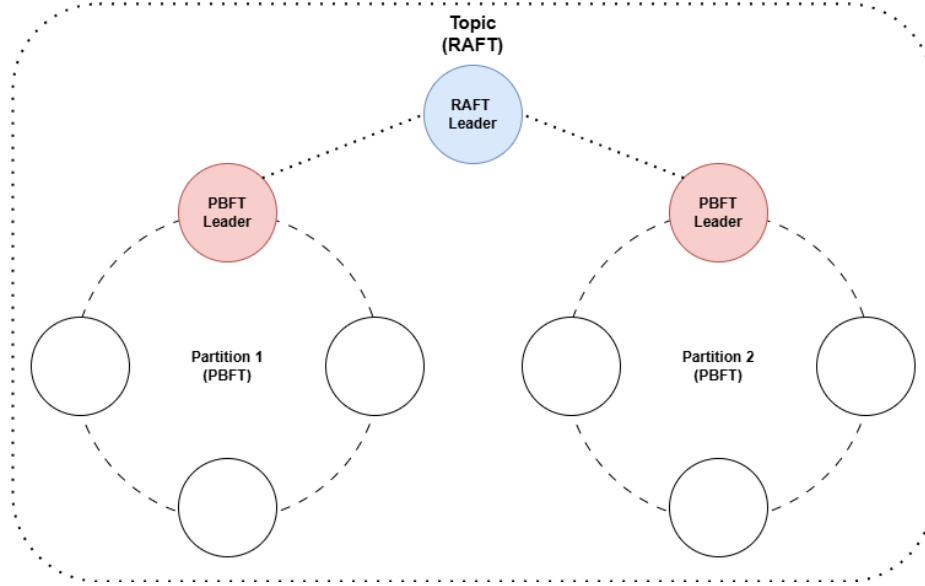 Topic
(RAFT)
RAFT
Leader
PBFT
Leader
PBFT
Leader
Partition 1
(PBFT)
Partition 2
(PBFT)